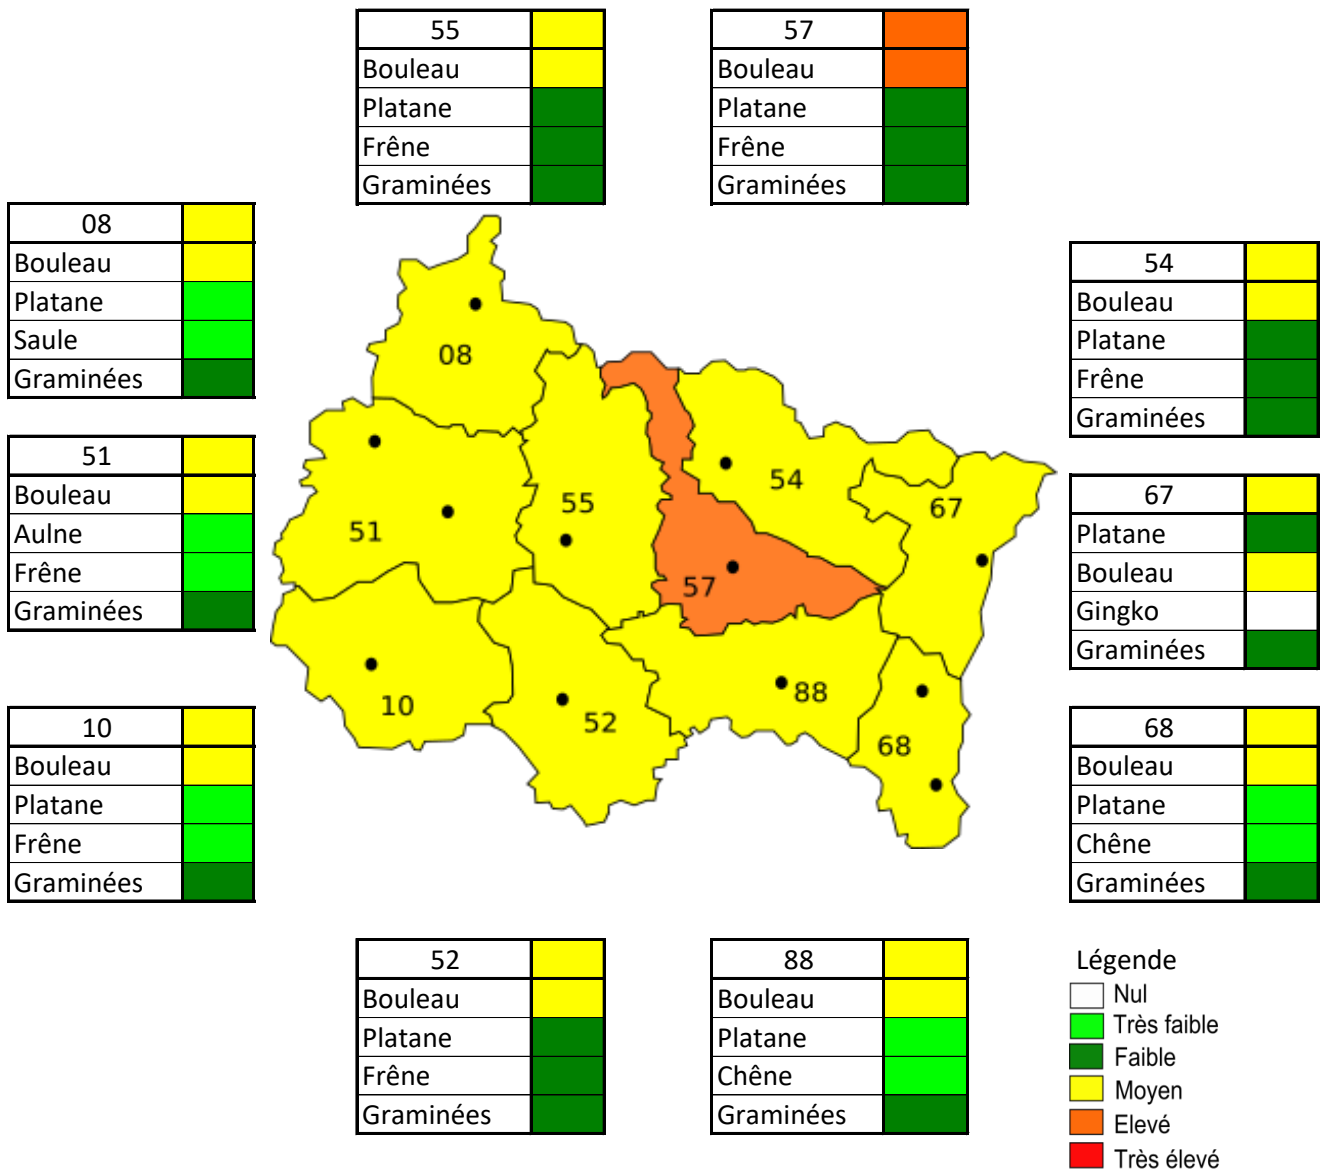 55
Bouleau
Platane
Frêne
Graminées
57
Bouleau
Platane
Frêne
Graminées
08
Bouleau
Platane
Saule
Graminées
51
Bouleau
Aulne
Frêne
Graminées
10
Bouleau
Platane
Frêne
Graminées
08
51
55
57
54
67
10
52
88
68
54
Bouleau
Platane
Frêne
Graminées
67
Platane
Bouleau
Gingko
Graminées
68
Bouleau
Platane
Chêne
Graminées
52
Bouleau
Platane
Frêne
Graminées
88
Bouleau
Platane
Chêne
Graminées
Légende
Nul
Très faible
Faible
Moyen
Elevé
Très élevé